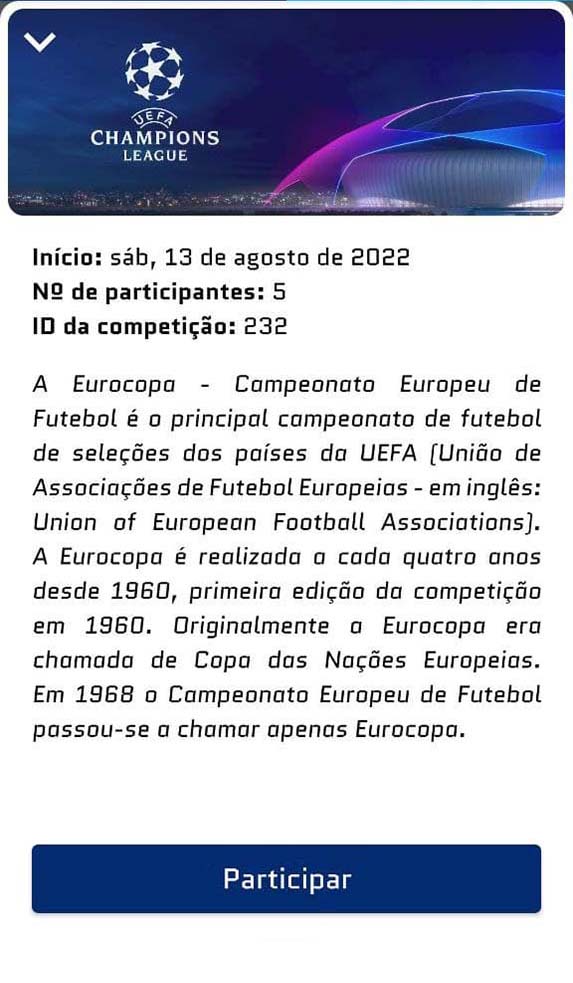 UEFA
CHAMPIONS
LEAGUE
Início: sáb, 13 de agosto de 2022
Nº de participantes: 5
ID da competição: 232
A Eurocopa - Campeonato Europeu de
Futebol é o principal campeonato de futebol
de seleções dos países da UEFA (União de
Associações de Futebol Europeias - em inglês:
Union of European Football Associations).
A Eurocopa é realizada a cada quatro anos
desde 1960, primeira edição da competição
em 1960. Originalmente a Eurocopa era
chamada de Copa das Nações Europeias.
Em 1968 o Campeonato Europeu de Futebol
passou-se a chamar apenas Eurocopa.
Participar